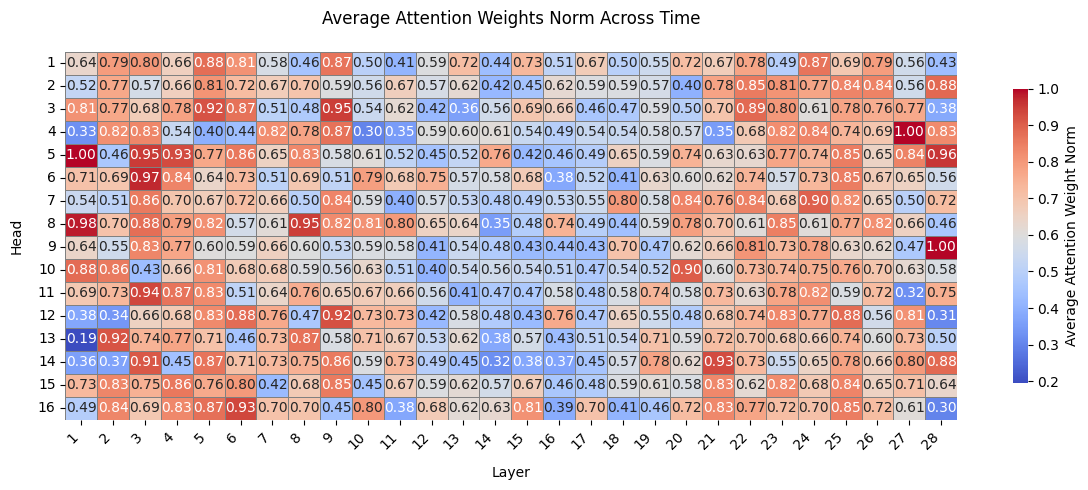 Average Attention Weights Norm Across Time
1 0.64 0.79 0.80 0.66 0.88 0.81 0.58 0.46 0.87 0.50 0.41 0.59 0.72 0.44 0.73 0.51 0.67 0.50 0.55 0.72 0.67 0.78 0.49 0.87 0.69 0.79 0.56 0.43
2 0.52 0.77 0.57 0.66 0.81 0.72 0.67 0.70 0.56 0.56 0.67 0.57 0.62 0.42 0.45 0.62 0.59 0.59 0.57 0.40 0.78 0.85 0.81 0.77 0.84 0.84 0.56 0.88
3 0.81 0.77 0.68 0.78 0.92 0.87 0.51 0.48 0.95 0.54 0.62 0.42 0.36 0.56 0.69 0.66 0.46 0.47 0.59 0.50 0.70 0.89 0.80 0.61 0.78 0.76 0.77 0.38
4 0.33 0.82 0.83 0.54 0.40 0.44 0.82 0.78 0.87 0.30 0.35 0.59 0.60 0.61 0.54 0.49 0.54 0.54 0.58 0.57 0.35 0.68 0.82 0.84 0.74 0.69 1.00 0.83
5 1.00 0.46 0.95 0.93 0.77 0.86 0.65 0.83 0.58 0.61 0.52 0.45 0.52 0.76 0.42 0.46 0.49 0.65 0.59 0.74 0.63 0.63 0.77 0.74 0.85 0.65 0.84 0.96
6 0.71 0.69 0.97 0.84 0.64 0.73 0.51 0.69 0.51 0.79 0.68 0.75 0.57 0.58 0.68 0.38 0.52 0.41 0.63 0.60 0.62 0.74 0.57 0.73 0.85 0.67 0.65 0.56
7 0.54 0.51 0.86 0.70 0.67 0.72 0.66 0.50 0.84 0.59 0.40 0.57 0.53 0.48 0.49 0.53 0.55 0.80 0.58 0.84 0.76 0.84 0.68 0.90 0.82 0.65 0.50 0.72
8 0.98 0.70 0.88 0.79 0.82 0.57 0.61 0.95 0.82 0.81 0.80 0.65 0.64 0.35 0.48 0.74 0.49 0.44 0.59 0.78 0.70 0.61 0.85 0.61 0.77 0.82 0.66 0.46
9 0.64 0.55 0.83 0.77 0.60 0.59 0.66 0.60 0.53 0.59 0.58 0.41 0.54 0.48 0.43 0.44 0.43 0.70 0.47 0.62 0.66 0.81 0.73 0.78 0.63 0.62 0.47 1.00
10 0.88 0.86 0.43 0.66 0.81 0.68 0.68 0.59 0.56 0.63 0.51 0.40 0.54 0.56 0.54 0.51 0.47 0.54 0.52 0.90 0.60 0.73 0.74 0.75 0.76 0.70 0.63 0.58
11 0.69 0.73 0.94 0.87 0.83 0.51 0.64 0.76 0.65 0.67 0.66 0.56 0.41 0.47 0.47 0.58 0.48 0.58 0.74 0.58 0.73 0.63 0.78 0.82 0.59 0.72 0.32 0.75
12 0.38 0.34 0.66 0.68 0.83 0.88 0.76 0.47 0.92 0.73 0.73 0.42 0.58 0.48 0.43 0.76 0.47 0.65 0.55 0.48 0.68 0.74 0.83 0.77 0.88 0.56 0.81 0.31
13 0.19 0.92 0.74 0.77 0.71 0.46 0.73 0.87 0.58 0.71 0.67 0.53 0.62 0.38 0.57 0.43 0.51 0.54 0.71 0.59 0.72 0.70 0.68 0.66 0.74 0.60 0.73 0.50
14 0.36 0.37 0.91 0.45 0.87 0.71 0.73 0.75 0.86 0.59 0.73 0.49 0.45 0.32 0.38 0.37 0.45 0.57 0.78 0.62 0.93 0.73 0.55 0.65 0.78 0.66 0.80 0.88
15 0.73 0.83 0.75 0.86 0.76 0.80 0.42 0.68 0.85 0.45 0.67 0.59 0.62 0.57 0.67 0.46 0.48 0.59 0.61 0.58 0.83 0.62 0.82 0.68 0.84 0.65 0.71 0.64
16 0.49 0.84 0.69 0.83 0.87 0.93 0.70 0.70 0.45 0.80 0.38 0.68 0.62 0.63 0.81 0.39 0.70 0.41 0.46 0.72 0.83 0.77 0.72 0.70 0.85 0.72 0.61 0.30
1 2 3 4 5 6 7 8 9 10 11 12 13 14 15 16 17 18 19 20 21 22 23 24 25 26 27 28
Layer
Head
1.0
0.9
0.8
0.7
0.6
0.5
0.4
0.3
0.2
Average Attention Weight Norm